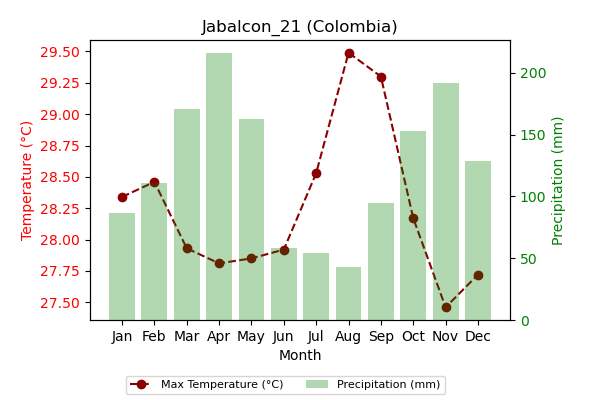 Jabalcon_21 (Colombia)
29.50
29.25
29.00
28.75
28.50
28.25
28.00
27.75
27.50
Temperature (°C)
200
150
100
50
0
Precipitation (mm)
Jan Feb Mar Apr May Jun Jul Aug Sep Oct Nov Dec
Month
Max Temperature (°C) Precipitation (mm)